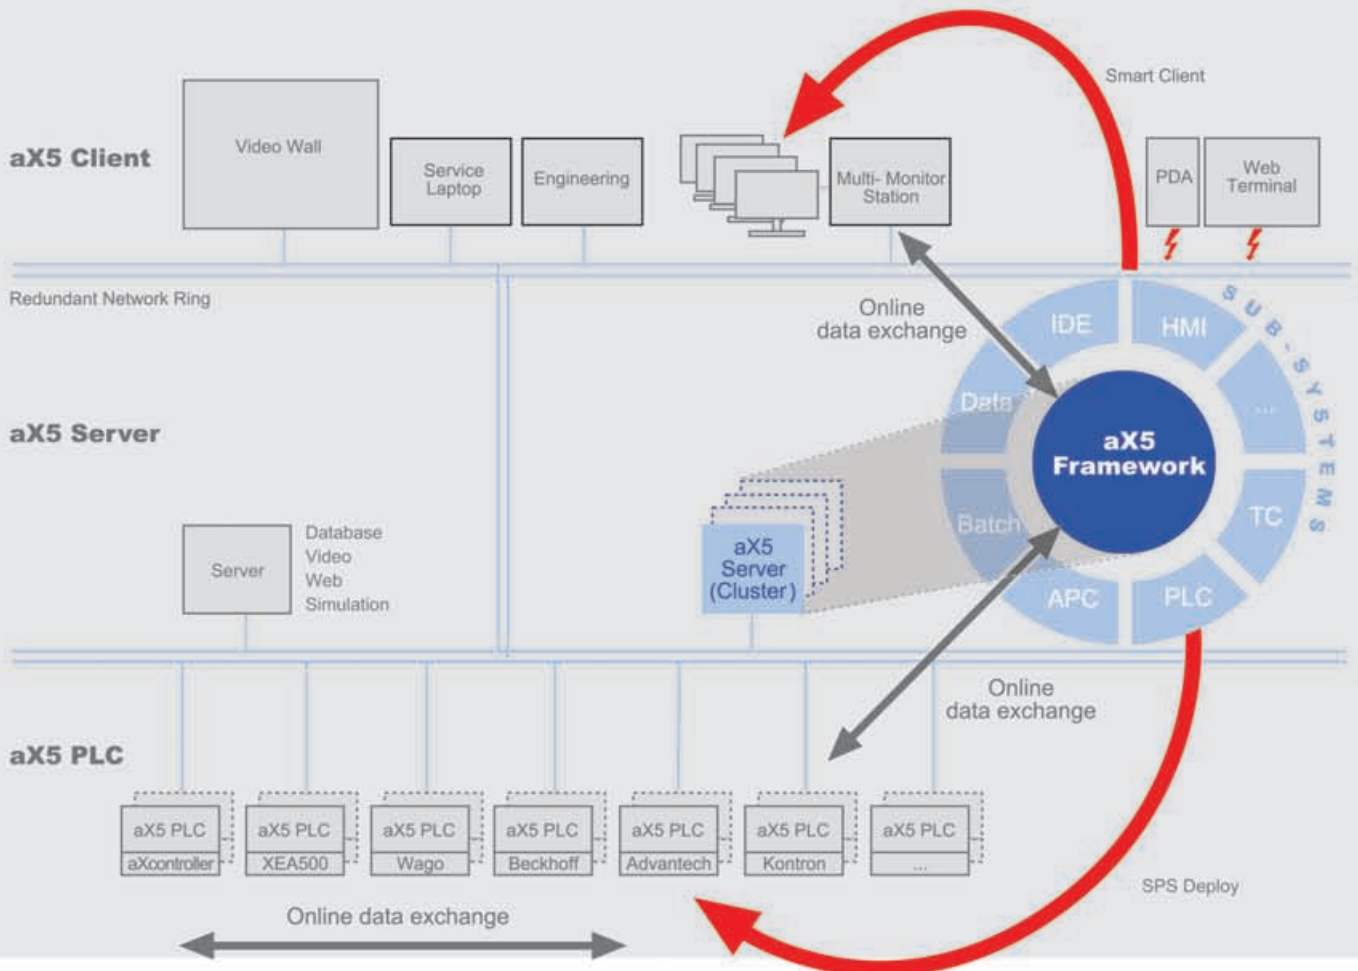 Smart Client
aX5 Client
Video Wall
Service
Laptop
Engineering
Multi- Monitor
Station
PDA
Web
Terminal
Redundant Network Ring
Online
data exchange
SUB-SYSTEMS
IDE
HMI
Data
...
aX5 Server
aX5
Framework
Batch
TC
APC
PLC
Server
Database
Video
Web
Simulation
aX5
Server
(Cluster)
Online
data exchange
aX5 PLC
aX5 PLC
aXcontroller
aX5 PLC
XEA500
aX5 PLC
Wago
aX5 PLC
Beckhoff
aX5 PLC
Advantech
aX5 PLC
Kontron
aX5 PLC
...
SPS Deploy
Online data exchange